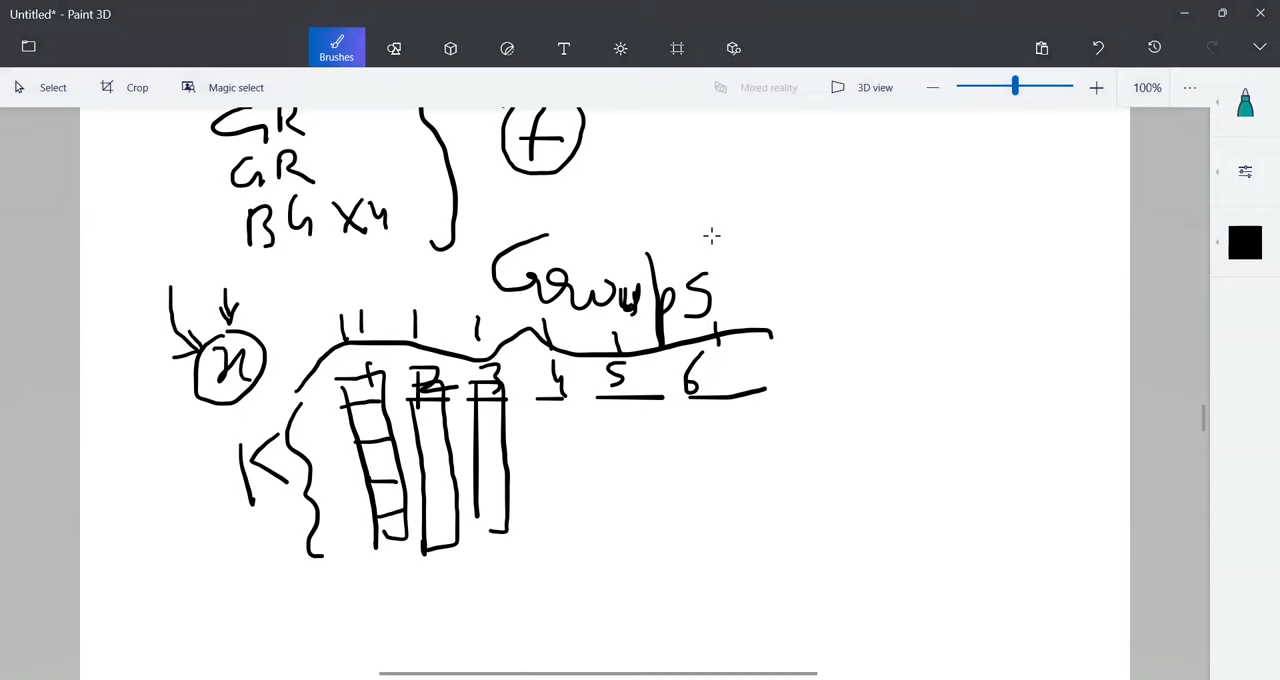 Untitled* - Paint 3D
Brushes
Select Crop Magic select Mixed reality 3D view 100%
GR
GR
BG X4
+
Groups
n
1 2 3 4 5 6
K